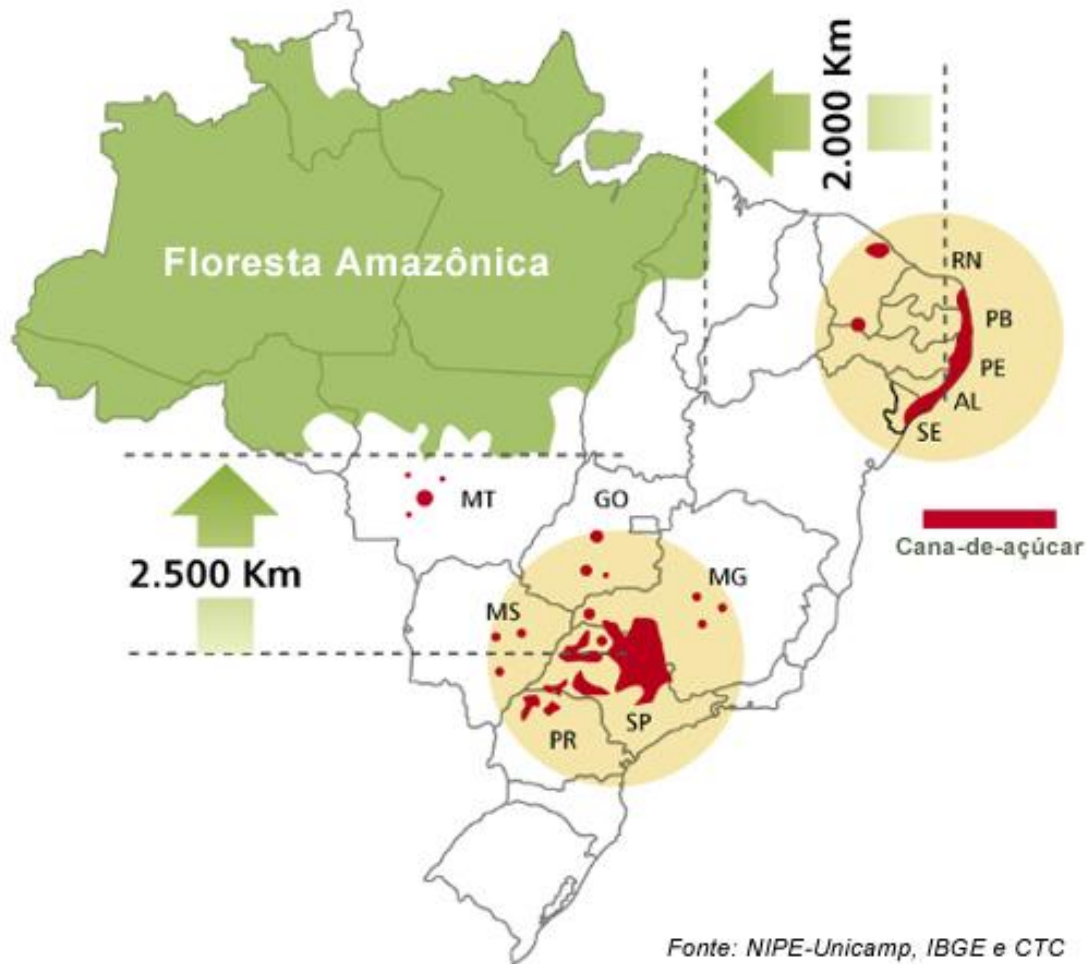 2.000 Km
Floresta Amazônica
RN
PB
PE
AL
SE
MT
GO
Cana-de-açúcar
2.500 Km
MG
MS
SP
PR
Fonte: NIPE-Unicamp, IBGE e CTC